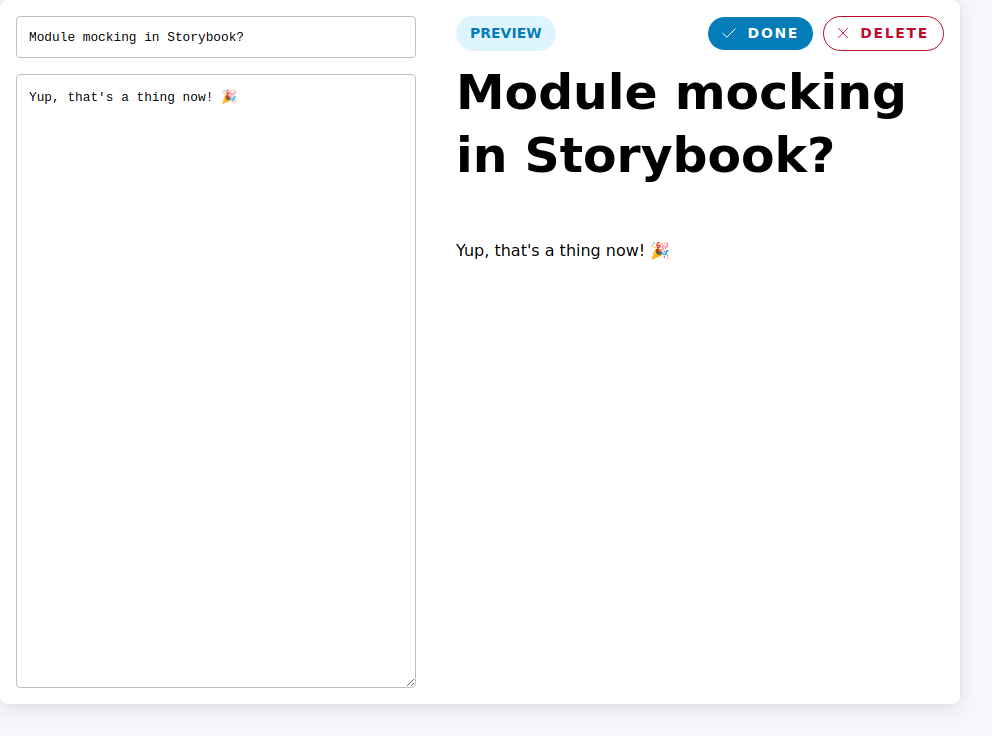 Module mocking in Storybook?
Yup, that's a thing now! 🎉
PREVIEW
DONE
DELETE
Module mocking
in Storybook?
Yup, that's a thing now! 🎉